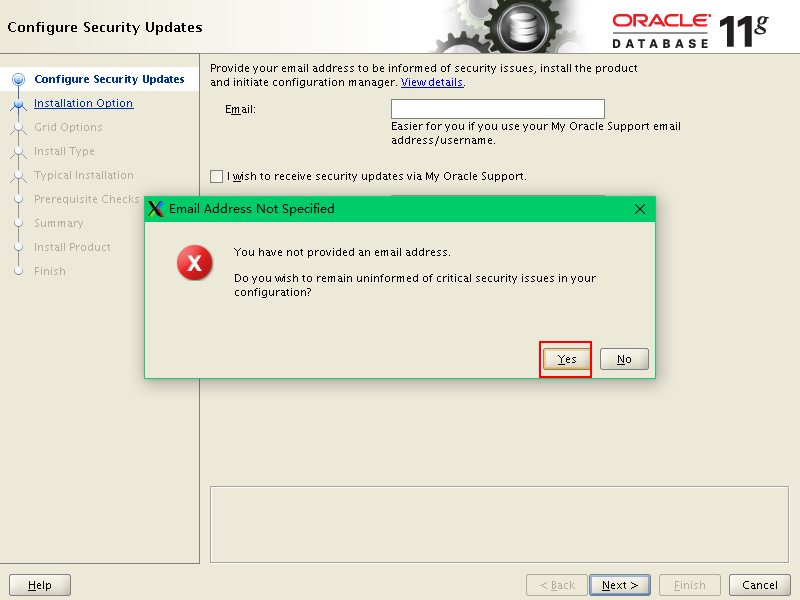 Configure Security Updates
ORACLE
DATABASE
11g
Configure Security Updates
Installation Option
Grid Options
Install Type
Typical Installation
Prerequisite Checks
Summary
Install Product
Finish
Provide your email address to be informed of security issues, install the product
and initiate configuration manager. View details.
Email:
Easier for you if you use your My Oracle Support email
address/username.
I wish to receive security updates via My Oracle Support.
Email Address Not Specified
You have not provided an email address.
Do you wish to remain uninformed of critical security issues in your
configuration?
Yes
No
Help
< Back
Next >
Finish
Cancel